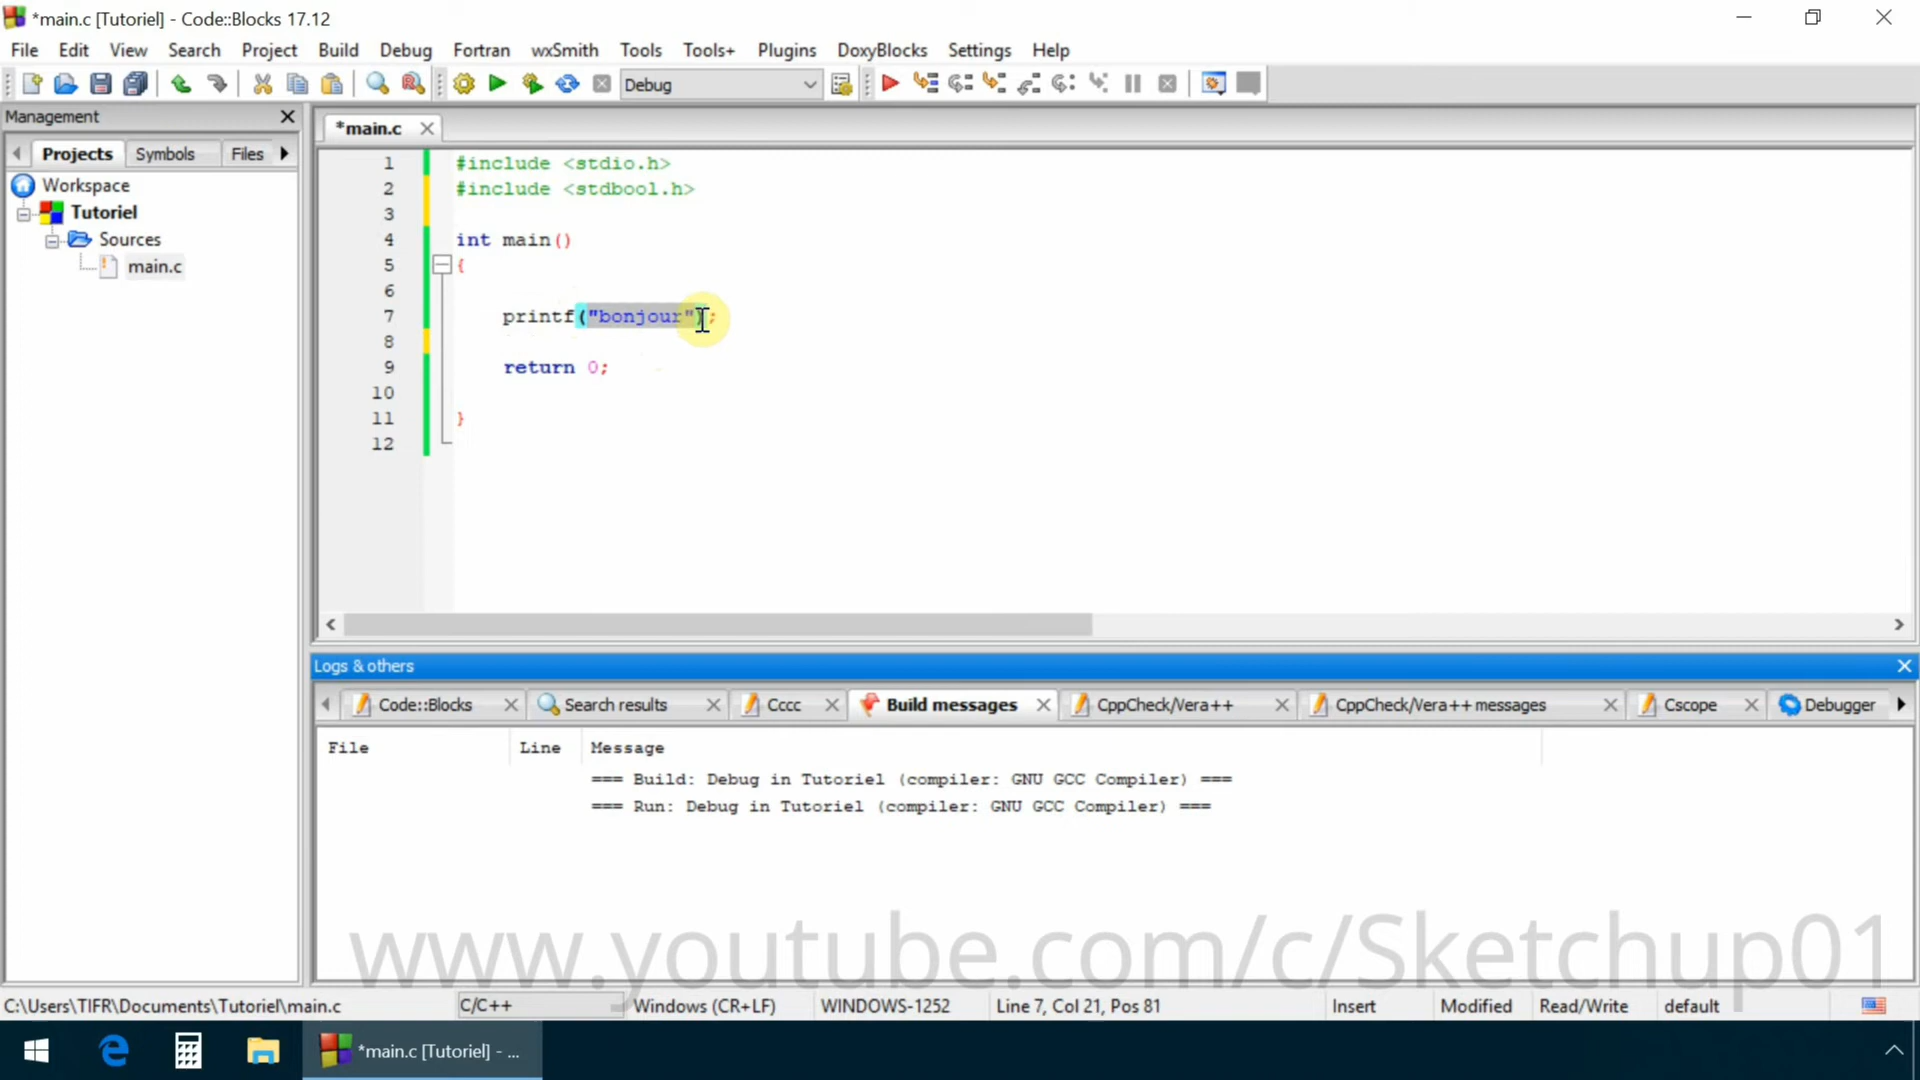 *main.c [Tutoriel] - Code::Blocks 17.12
File Edit View Search Project Build Debug Fortran wxSmith Tools Tools+ Plugins DoxyBlocks Settings Help
Debug
Management
Projects Symbols Files
Workspace
Tutoriel
Sources
main.c
*main.c
1 #include <stdio.h>
2 #include <stdbool.h>
3
4 int main()
5 {
6
7 printf("bonjour");
8
9 return 0;
10
11 }
12
Logs & others
Code::Blocks Search results Cccc Build messages CppCheck/Vera++ CppCheck/Vera++ messages Cscope Debugger
File Line Message
=== Build: Debug in Tutoriel (compiler: GNU GCC Compiler) ===
=== Run: Debug in Tutoriel (compiler: GNU GCC Compiler) ===
www.youtube.com/c/Sketchup01
C:\Users\TIFR\Documents\Tutoriel\main.c C/C++ Windows (CR+LF) WINDOWS-1252 Line 7, Col 21, Pos 81 Insert Modified Read/Write default
*main.c [Tutoriel] - ...